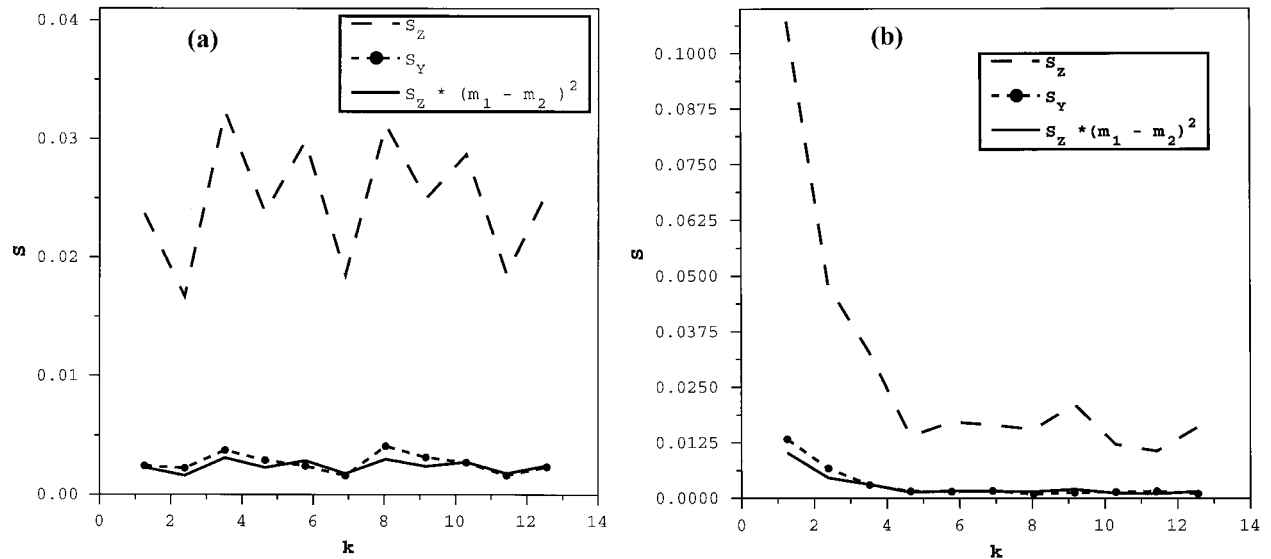 (a)
S_Z
S_Y
S_Z * (m_1 - m_2 )^2
0.04
0.03
0.02
0.01
0.00
S
0 2 4 6 8 10 12 14
k
(b)
S_Z
S_Y
S_Z *(m_1 - m_2)^2
0.1000
0.0875
0.0750
0.0625
0.0500
0.0375
0.0250
0.0125
0.0000
S
0 2 4 6 8 10 12 14
k